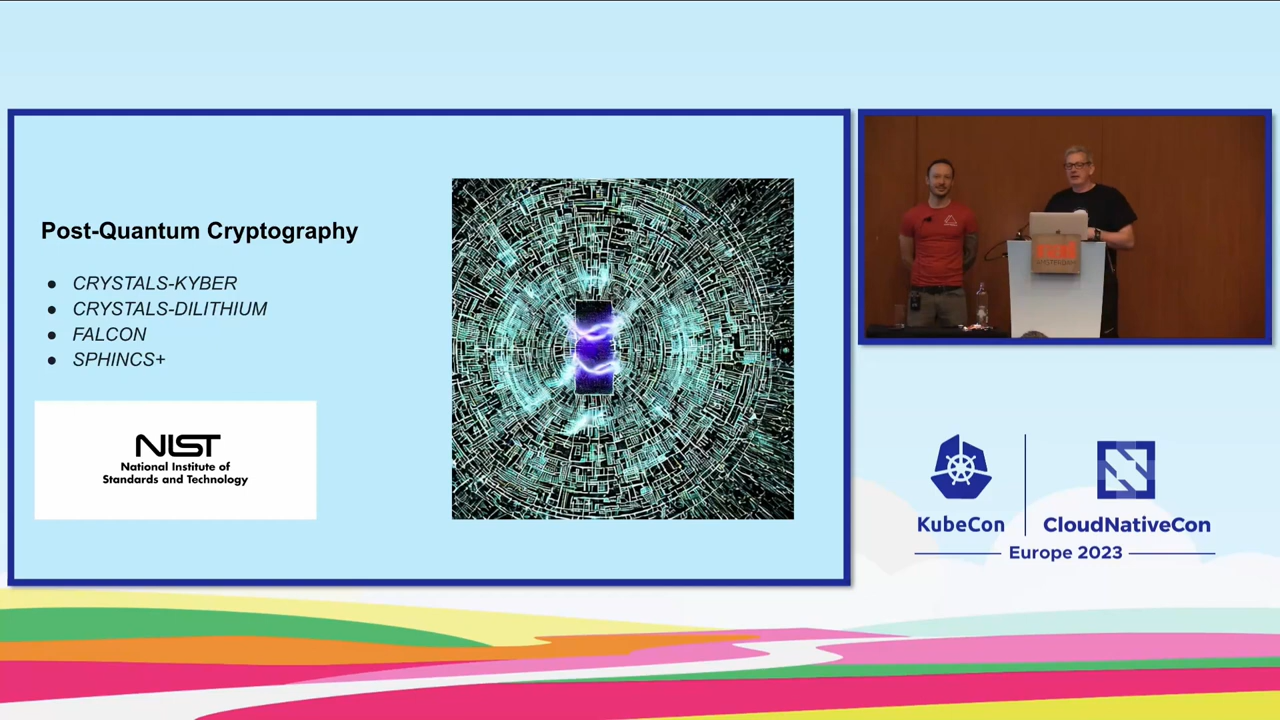 Post-Quantum Cryptography
● CRYSTALS-KYBER
● CRYSTALS-DILITHIUM
● FALCON
● SPHINCS+
NIST
National Institute of
Standards and Technology
AMSTERDAM
KubeCon
CloudNativeCon
Europe 2023